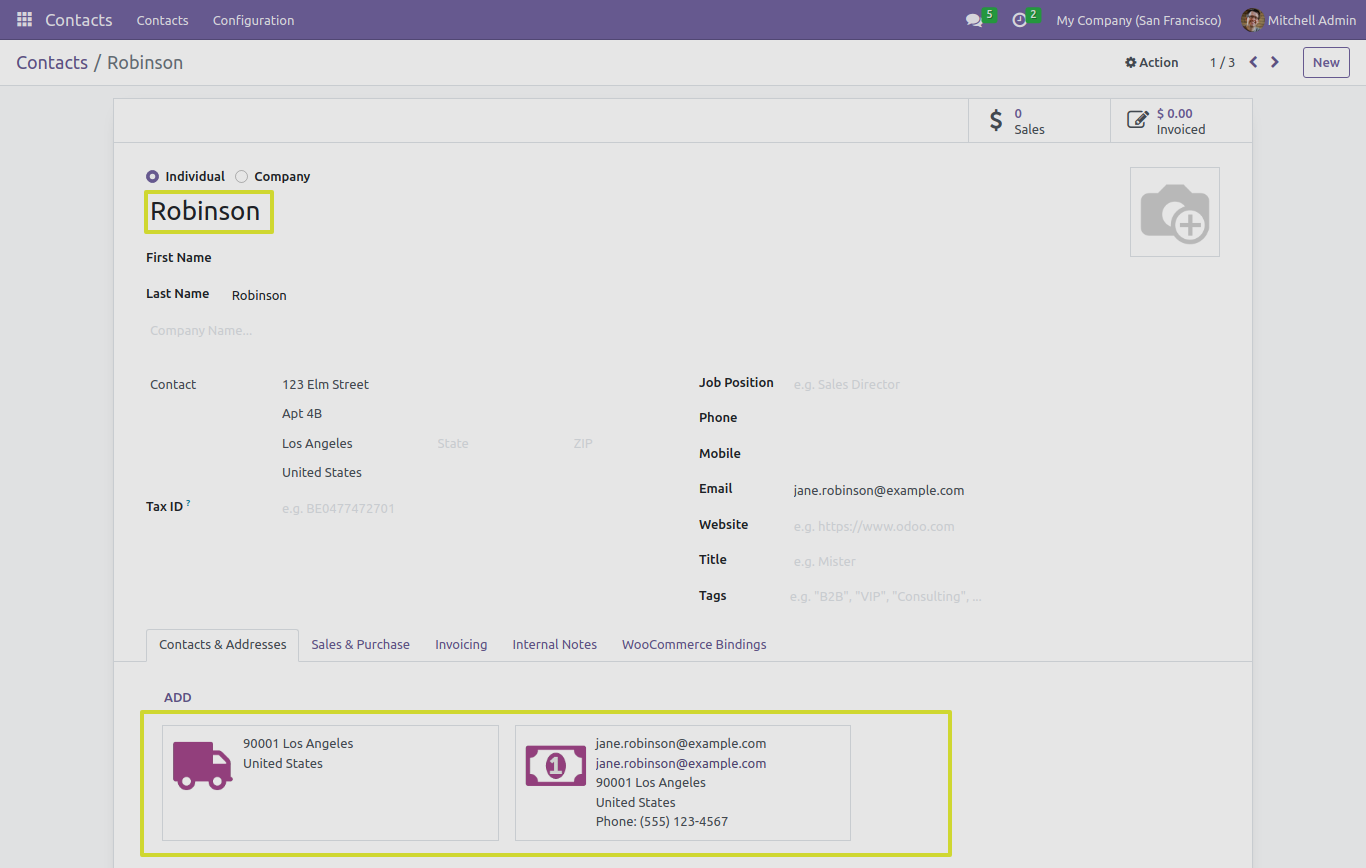 Contacts Contacts Configuration 5 2 My Company (San Francisco) Mitchell Admin
Contacts / Robinson Action 1 / 3 New
$ 0 Sales
$ 0.00 Invoiced
Individual Company
Robinson
First Name
Last Name Robinson
Company Name...
Contact 123 Elm Street
Apt 4B
Los Angeles State ZIP
United States
Tax ID ? e.g. BE0477472701
Job Position e.g. Sales Director
Phone
Mobile
Email jane.robinson@example.com
Website e.g. https://www.odoo.com
Title e.g. Mister
Tags e.g. "B2B", "VIP", "Consulting", ...
Contacts & Addresses Sales & Purchase Invoicing Internal Notes WooCommerce Bindings
ADD
90001 Los Angeles
United States
1
jane.robinson@example.com
jane.robinson@example.com
90001 Los Angeles
United States
Phone: (555) 123-4567